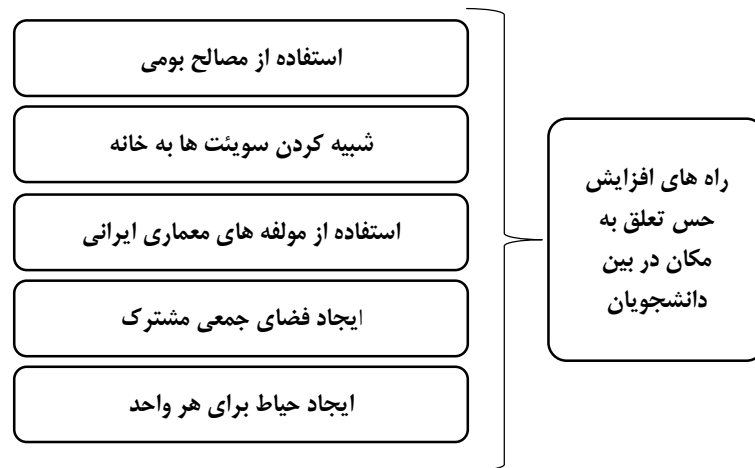 راه های افزایش
حس تعلق به
مکان در بین
دانشجویان
استفاده از مصالح بومی
شبیه کردن سویئت ها به خانه
استفاده از مولفه های معماری ایرانی
ایجاد فضای جمعی مشترک
ایجاد حیاط برای هر واحد